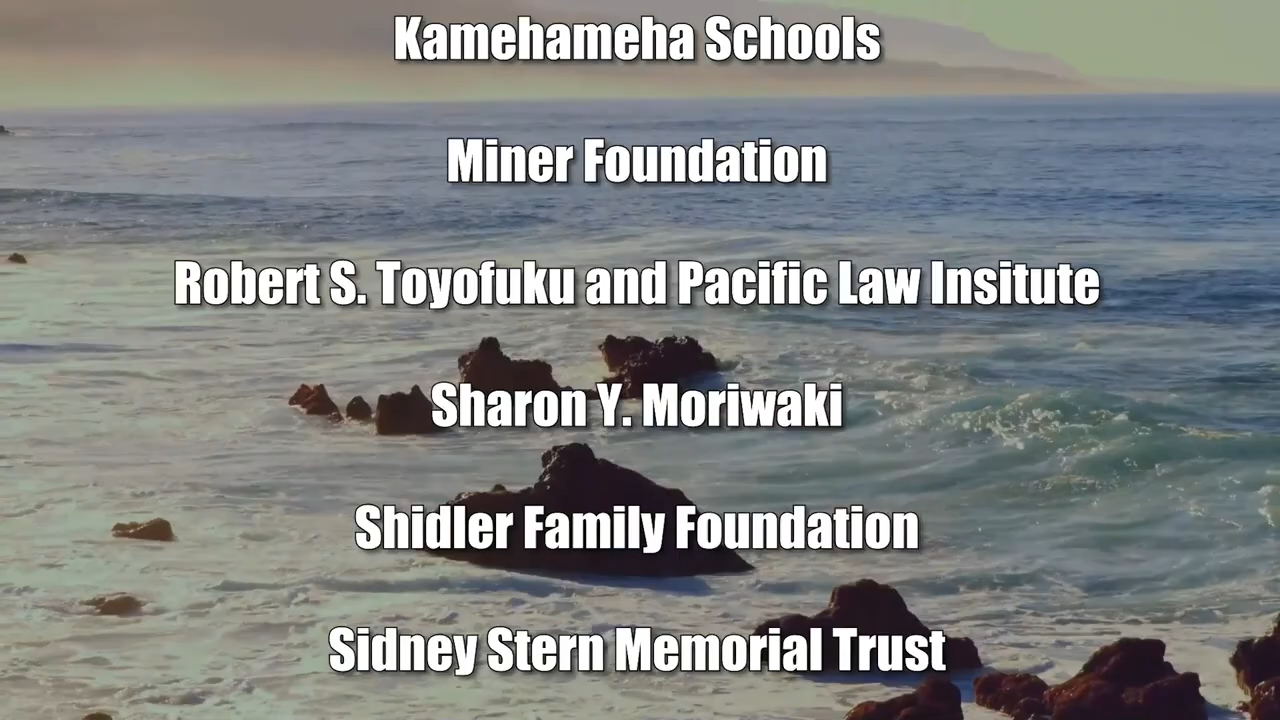 Kamehameha Schools
Miner Foundation
Robert S. Toyofuku and Pacific Law Insitute
Sharon Y. Moriwaki
Shidler Family Foundation
Sidney Stern Memorial Trust